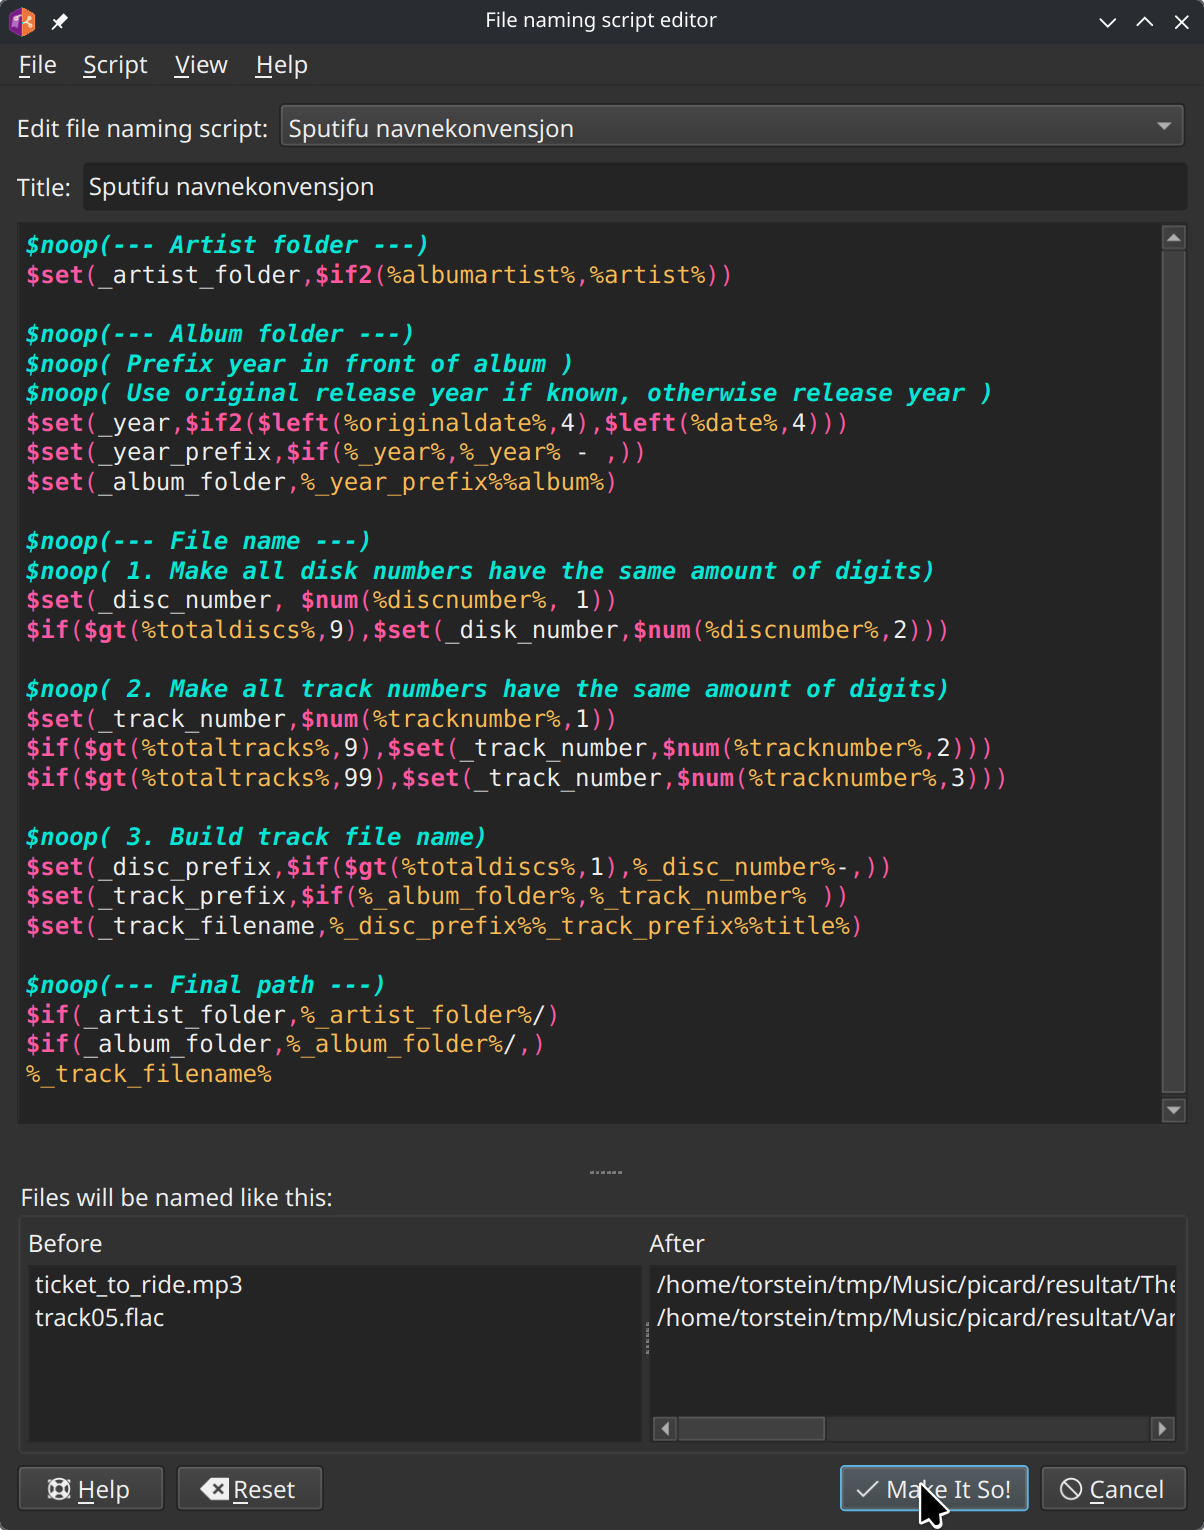 File naming script editor
File Script View Help
Edit file naming script: Sputifu navnekonvensjon
Title: Sputifu navnekonvensjon
$noop(--- Artist folder ---)
$set(_artist_folder,$if2(%albumartist%,%artist%))
$noop(--- Album folder ---)
$noop( Prefix year in front of album )
$noop( Use original release year if known, otherwise release year )
$set(_year,$if2($left(%originaldate%,4),$left(%date%,4)))
$set(_year_prefix,$if(%_year%,%_year% - ,))
$set(_album_folder,%_year_prefix%%album%)
$noop(--- File name ---)
$noop( 1. Make all disk numbers have the same amount of digits)
$set(_disc_number, $num(%discnumber%, 1))
$if($gt(%totaldiscs%,9),$set(_disk_number,$num(%discnumber%,2)))
$noop( 2. Make all track numbers have the same amount of digits)
$set(_track_number,$num(%tracknumber%,1))
$if($gt(%totaltracks%,9),$set(_track_number,$num(%tracknumber%,2)))
$if($gt(%totaltracks%,99),$set(_track_number,$num(%tracknumber%,3)))
$noop( 3. Build track file name)
$set(_disc_prefix,$if($gt(%totaldiscs%,1),%_disc_number%-,))
$set(_track_prefix,$if(%_album_folder%,%_track_number% ))
$set(_track_filename,%_disc_prefix%%_track_prefix%%title%)
$noop(--- Final path ---)
$if(_artist_folder,%_artist_folder%/)
$if(_album_folder,%_album_folder%/,)
%_track_filename%
Files will be named like this:
Before After
ticket_to_ride.mp3 /home/torstein/tmp/Music/picard/resultat/The
track05.flac /home/torstein/tmp/Music/picard/resultat/Var
Help Reset Make It So! Cancel